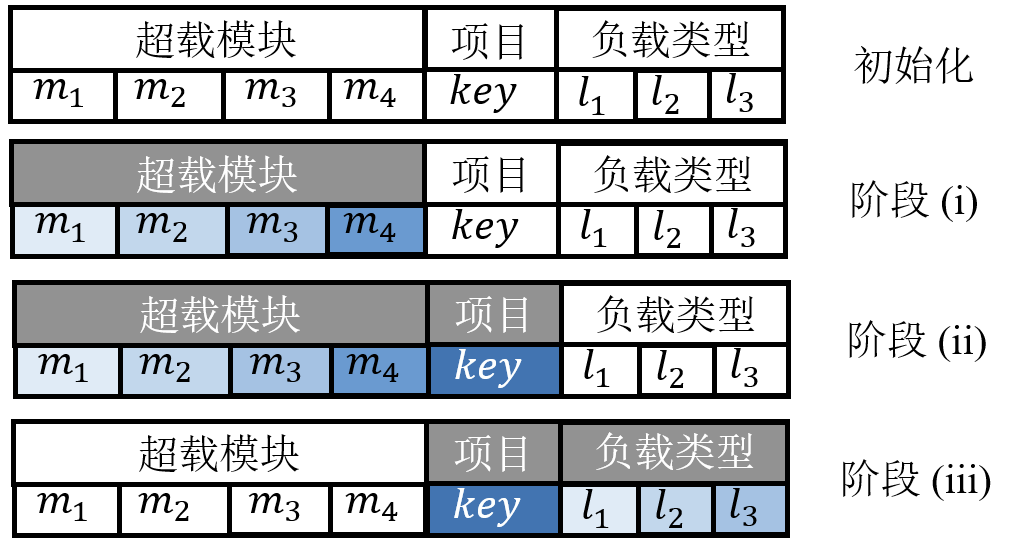 超载模块 项目 负载类型 初始化
m₁ m₂ m₃ m₄ key l₁ l₂ l₃
超载模块 项目 负载类型 阶段 (i)
m₁ m₂ m₃ m₄ key l₁ l₂ l₃
超载模块 项目 负载类型 阶段 (ii)
m₁ m₂ m₃ m₄ key l₁ l₂ l₃
超载模块 项目 负载类型 阶段 (iii)
m₁ m₂ m₃ m₄ key l₁ l₂ l₃